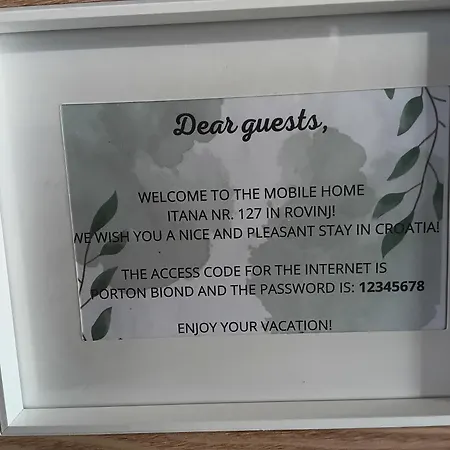 Dear guests,
WELCOME TO THE MOBILE HOME
ITANA NR. 127 IN ROVINJ!
WE WISH YOU A NICE AND PLEASANT STAY IN CROATIA!
THE ACCESS CODE FOR THE INTERNET IS
PORTON BIOND AND THE PASSWORD IS: 12345678
ENJOY YOUR VACATION!